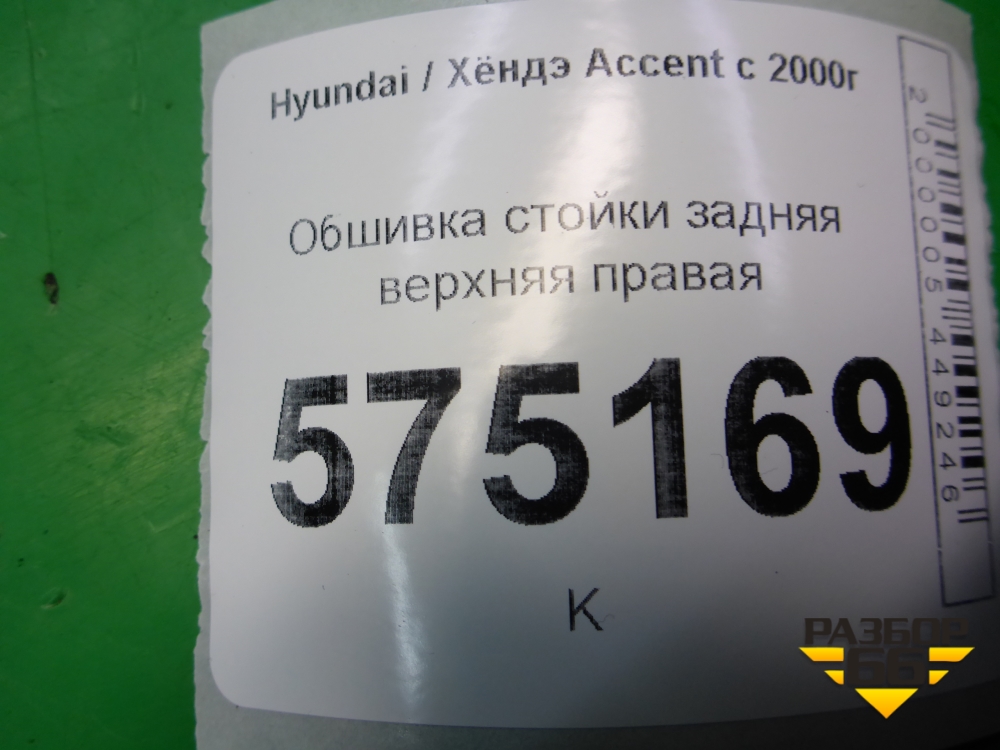 Hyundai / Хёндэ Accent с 2000г
Обшивка стойки задняя
верхняя правая
575169
К
2000005449246
РАЗБОР
66